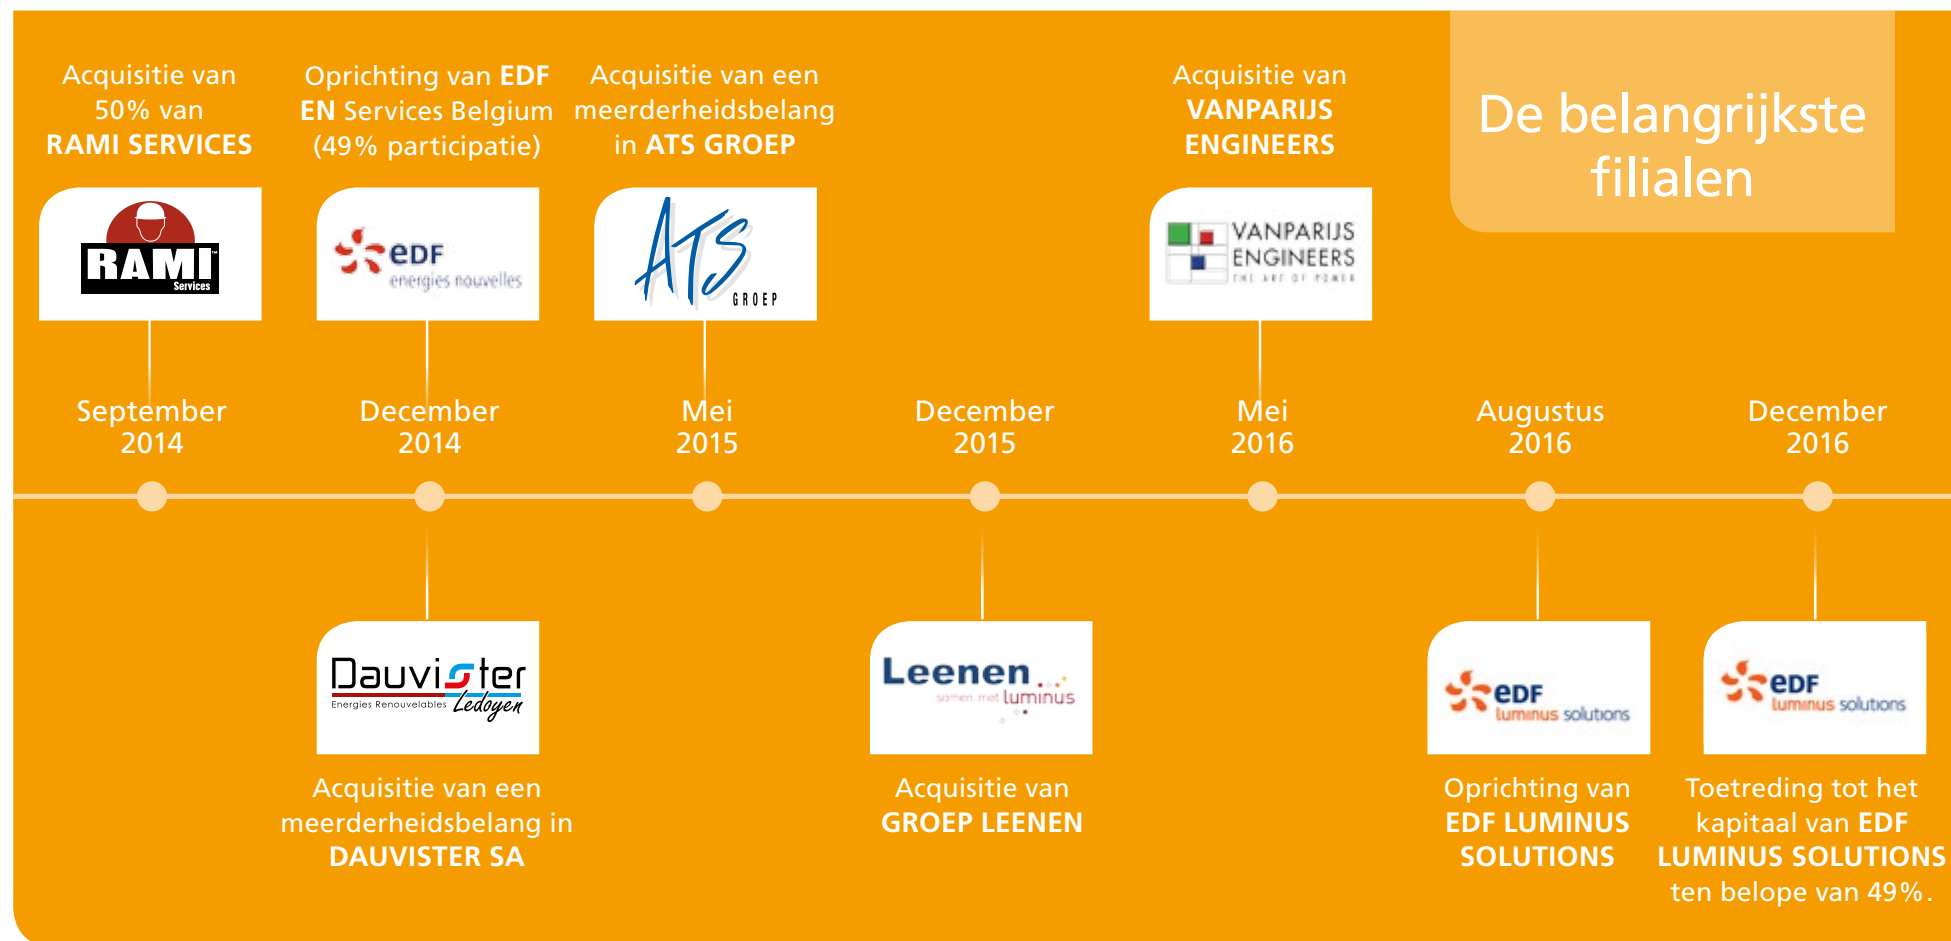 De belangrijkste
filialen
Acquisitie van
50% van
RAMI SERVICES
RAMI
Services
September
2014
Oprichting van EDF
EN Services Belgium
(49% participatie)
eDF
energies nouvelles
December
2014
Dauvister
Energies Renouvelables Ledoyen
Acquisitie van een
meerderheidsbelang in
DAUVISTER SA
Acquisitie van een
meerderheidsbelang
in ATS GROEP
ATS
GROEP
Mei
2015
December
2015
Leenen
samen met luminus
Acquisitie van
GROEP LEENEN
Acquisitie van
VANPARIJS
ENGINEERS
VANPARIJS
ENGINEERS
THE ART OF POWER
Mei
2016
Augustus
2016
eDF
luminus solutions
Oprichting van
EDF LUMINUS
SOLUTIONS
December
2016
eDF
luminus solutions
Toetreding tot het
kapitaal van EDF
LUMINUS SOLUTIONS
ten belope van 49%.